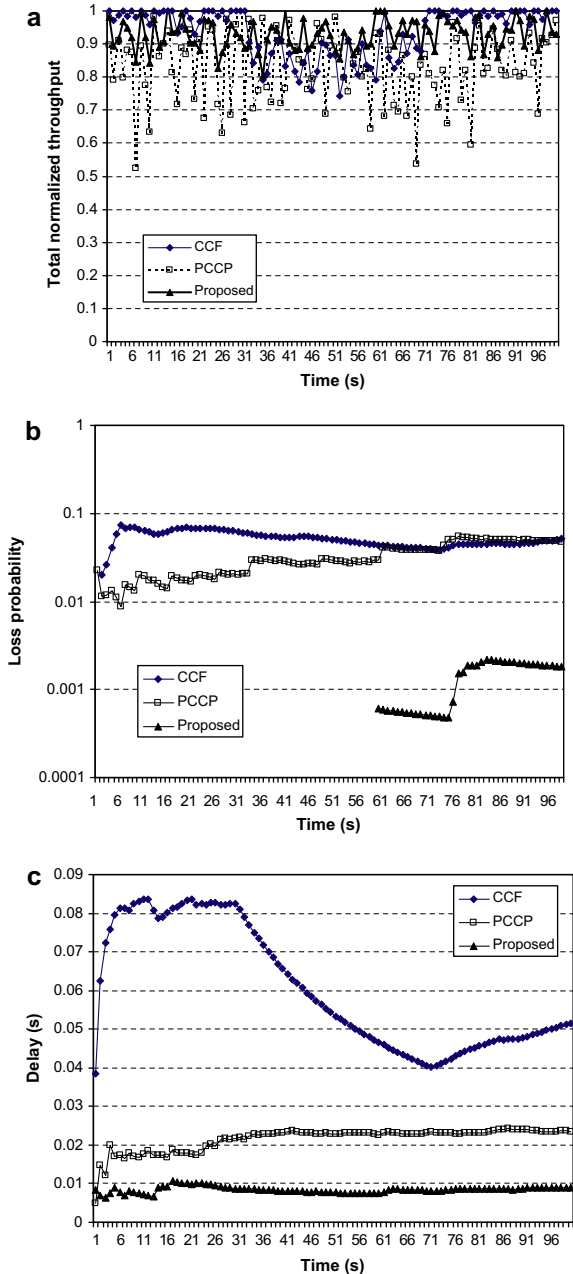 a
Total normalized throughput
1
0.9
0.8
0.7
0.6
0.5
0.4
0.3
0.2
0.1
0
CCF
PCCP
Proposed
1 6 11 16 21 26 31 36 41 46 51 56 61 66 71 76 81 86 91 96
Time (s)
b
Loss probability
1
0.1
0.01
0.001
0.0001
CCF
PCCP
Proposed
1 6 11 16 21 26 31 36 41 46 51 56 61 66 71 76 81 86 91 96
Time (s)
c
Delay (s)
0.09
0.08
0.07
0.06
0.05
0.04
0.03
0.02
0.01
0
CCF
PCCP
Proposed
1 6 11 16 21 26 31 36 41 46 51 56 61 66 71 76 81 86 91 96
Time (s)